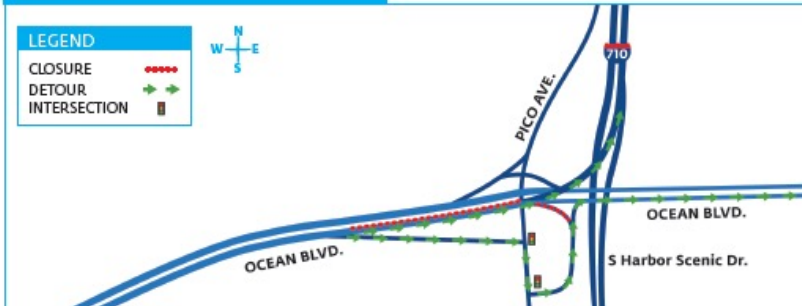 LEGEND
CLOSURE
DETOUR
INTERSECTION
N
W E
S
710
PICO AVE.
OCEAN BLVD.
OCEAN BLVD.
S Harbor Scenic Dr.